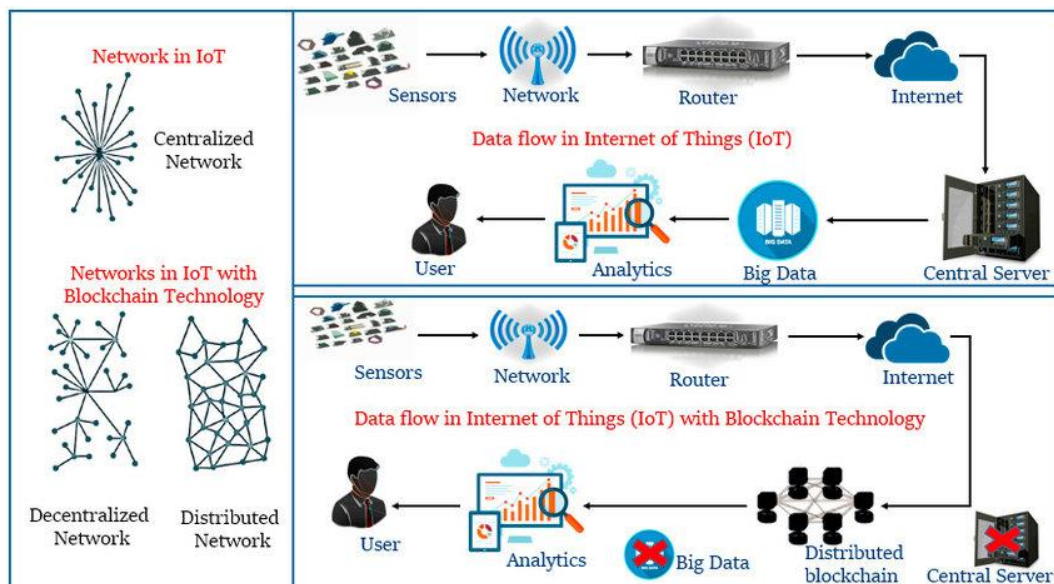 Network in IoT
Centralized
Network
Networks in IoT with
Blockchain Technology
Decentralized
Network
Distributed
Network
Sensors
Network
Router
Internet
Data flow in Internet of Things (IoT)
User
Analytics
BIG DATA
Big Data
Central Server
Sensors
Network
Router
Internet
Data flow in Internet of Things (IoT) with Blockchain Technology
User
Analytics
Big Data
Distributed
blockchain
Central Server